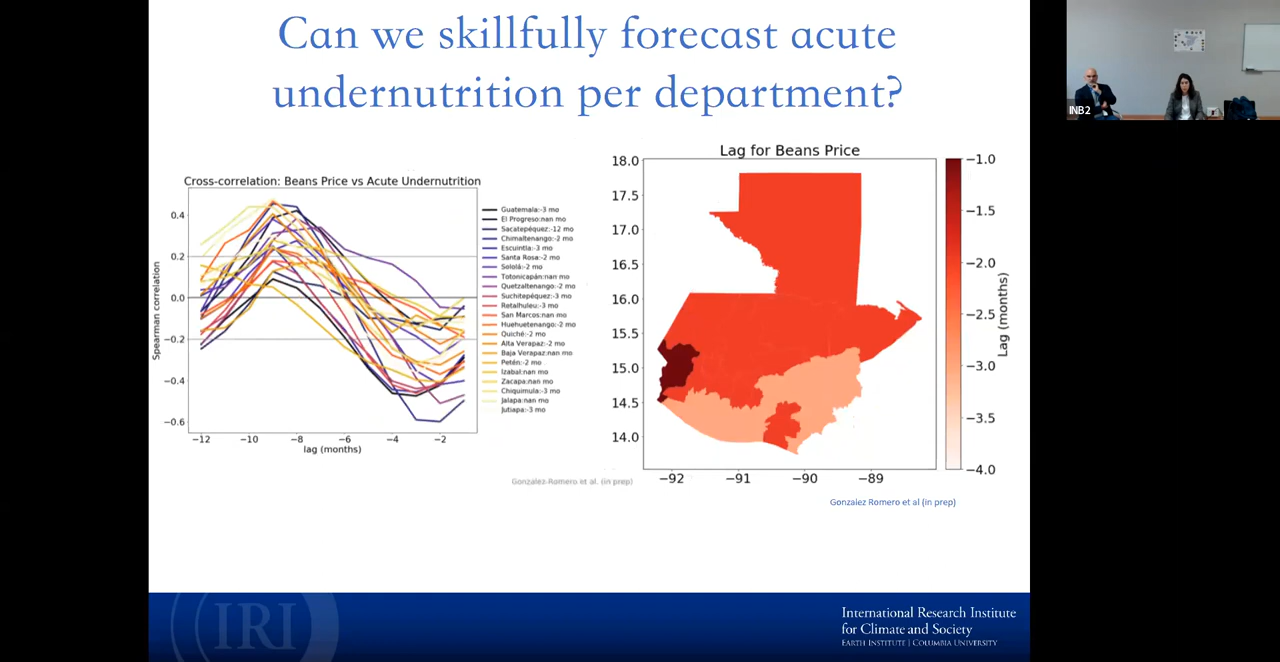 Can we skillfully forecast acute
undernutrition per department?
INB2
Cross-correlation: Beans Price vs Acute Undernutrition
0.4
0.2
0.0
−0.2
−0.4
−0.6
Spearman correlation
−12
−10
−8
−6
−4
−2
lag (months)
Guatemala:-3 mo
El Progreso:nan mo
Sacatepéquez:-12 mo
Chimaltenango:-2 mo
Escuintla:-3 mo
Santa Rosa:-2 mo
Sololá:-2 mo
Totonicapán:nan mo
Quetzaltenango:-2 mo
Suchitepéquez:-3 mo
Retalhuleu:-3 mo
San Marcos:nan mo
Huehuetenango:-2 mo
Quiché:-2 mo
Alta Verapaz:-2 mo
Baja Verapaz:nan mo
Petén:-2 mo
Izabal:nan mo
Zacapa:nan mo
Chiquimula:-3 mo
Jalapa:nan mo
Jutiapa:-3 mo
Gonzalez-Romero et al. (in prep)
Lag for Beans Price
18.0
17.5
17.0
16.5
16.0
15.5
15.0
14.5
14.0
−92
−91
−90
−89
−1.0
−1.5
−2.0
−2.5
−3.0
−3.5
−4.0
Lag (months)
Gonzalez Romero et al (in prep)
IRI
International Research Institute
for Climate and Society
EARTH INSTITUTE | COLUMBIA UNIVERSITY